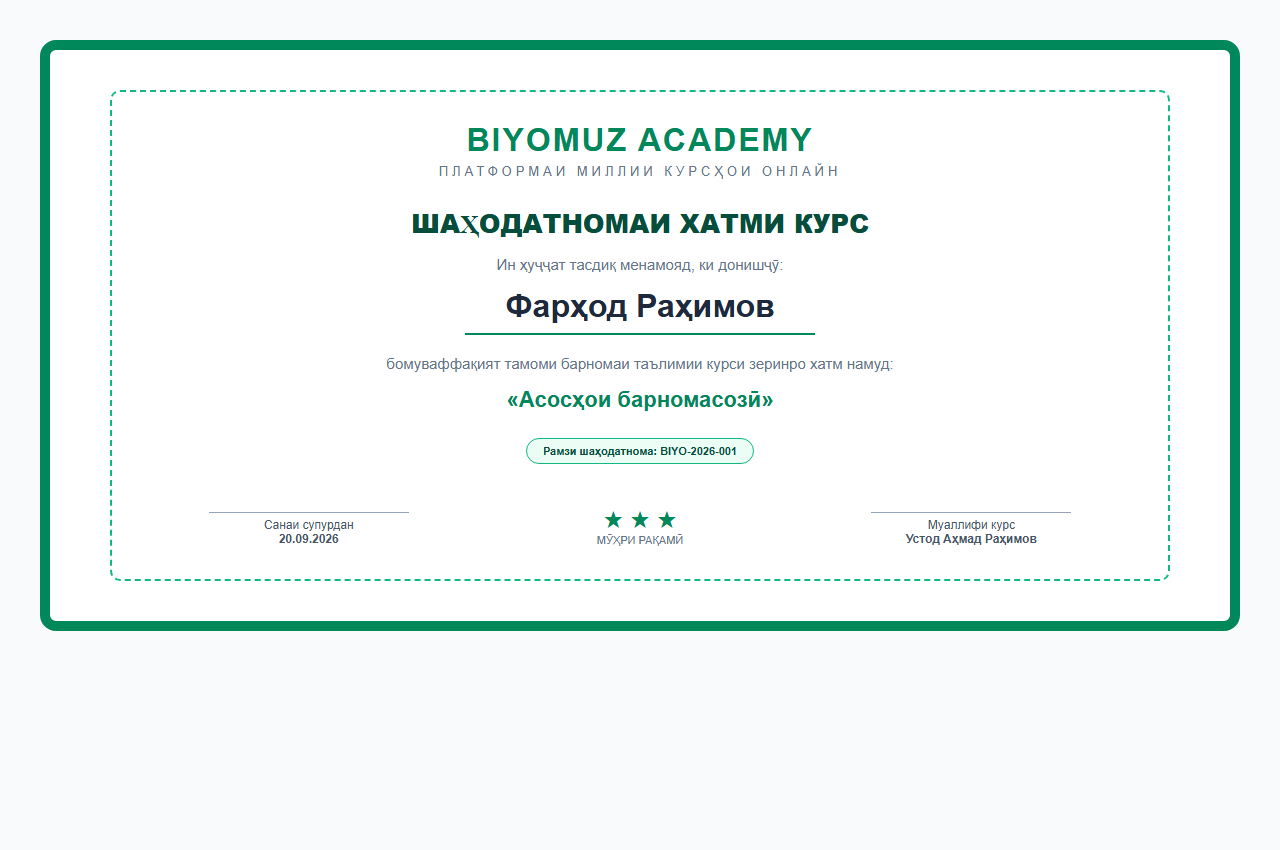 BIYOMUZ ACADEMY
ПЛАТФОРМАИ МИЛЛИИ КУРСҲОИ ОНЛАЙН
ШАҲОДАТНОМАИ ХАТМИ КУРС
Ин ҳуҷҷат тасдиқ менамояд, ки донишҷӯ:
Фарҳод Раҳимов
бомуваффақият тамоми барномаи таълимии курси зеринро хатм намуд:
«Асосҳои барномасозӣ»
Рамзи шаҳодатнома: BIYO-2026-001
Санаи супурдан
20.09.2026
★ ★ ★
МӮҲРИ РАҚАМӢ
Муаллифи курс
Устод Аҳмад Раҳимов